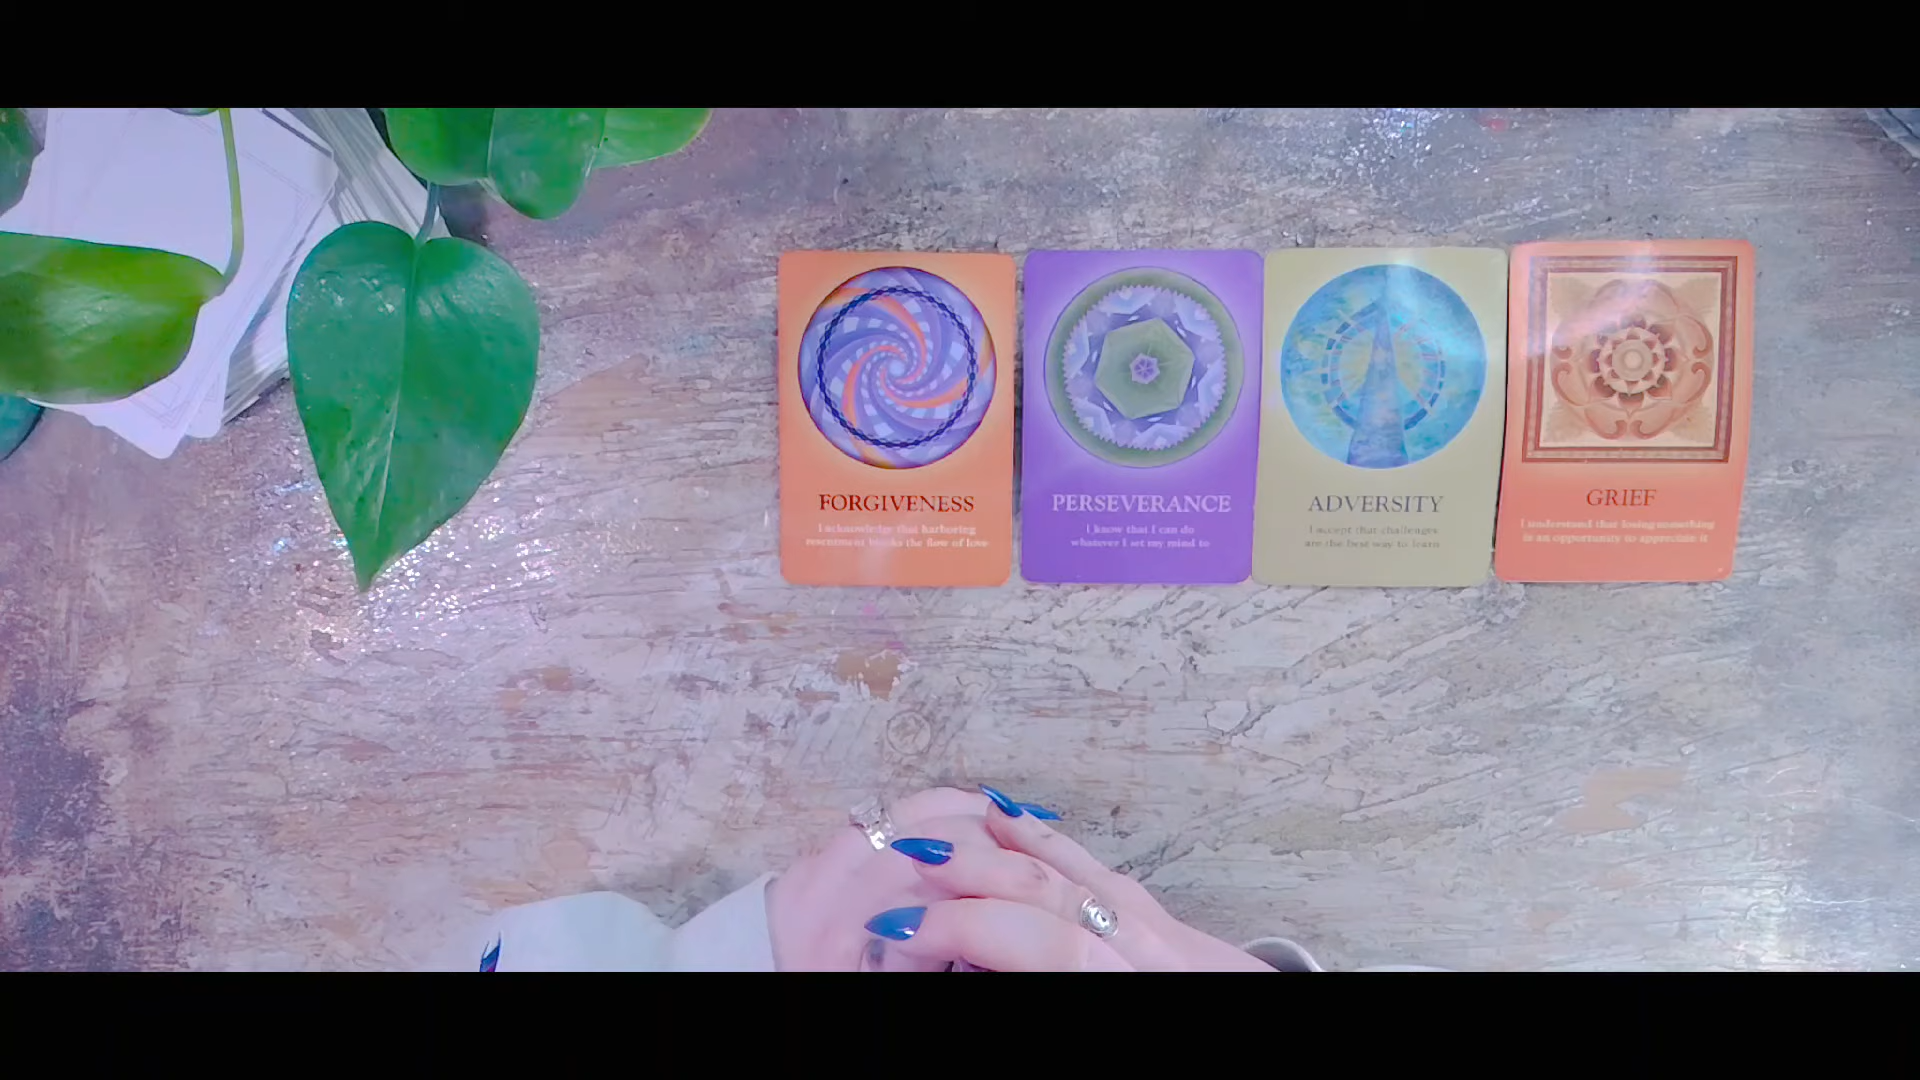 FORGIVENESS
I acknowledge that harboring
resentment blocks the flow of love
PERSEVERANCE
I know that I can do
whatever I set my mind to
ADVERSITY
I accept that challenges
are the best way to learn
GRIEF
I understand that losing something
is an opportunity to appreciate it